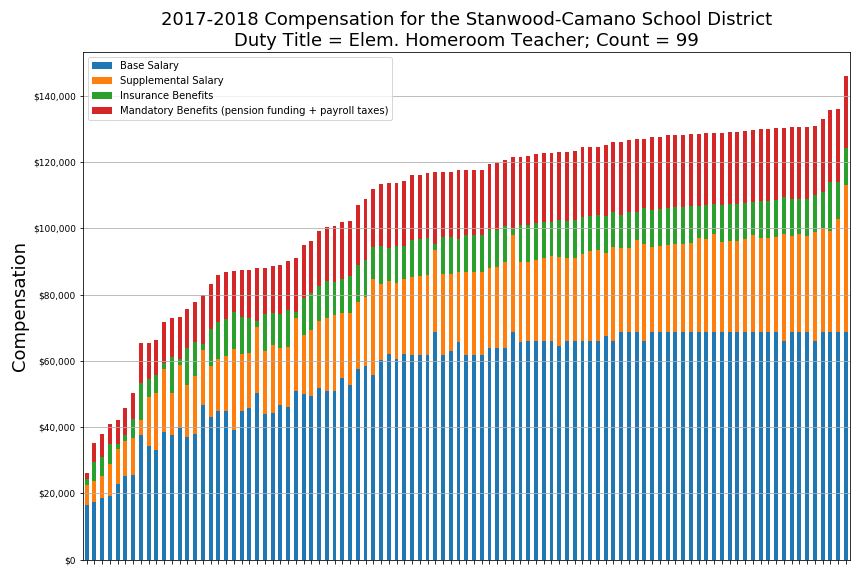 2017-2018 Compensation for the Stanwood-Camano School District
Duty Title = Elem. Homeroom Teacher; Count = 99
Base Salary
Supplemental Salary
Insurance Benefits
Mandatory Benefits (pension funding + payroll taxes)
Compensation
$140,000
$120,000
$100,000
$80,000
$60,000
$40,000
$20,000
$0